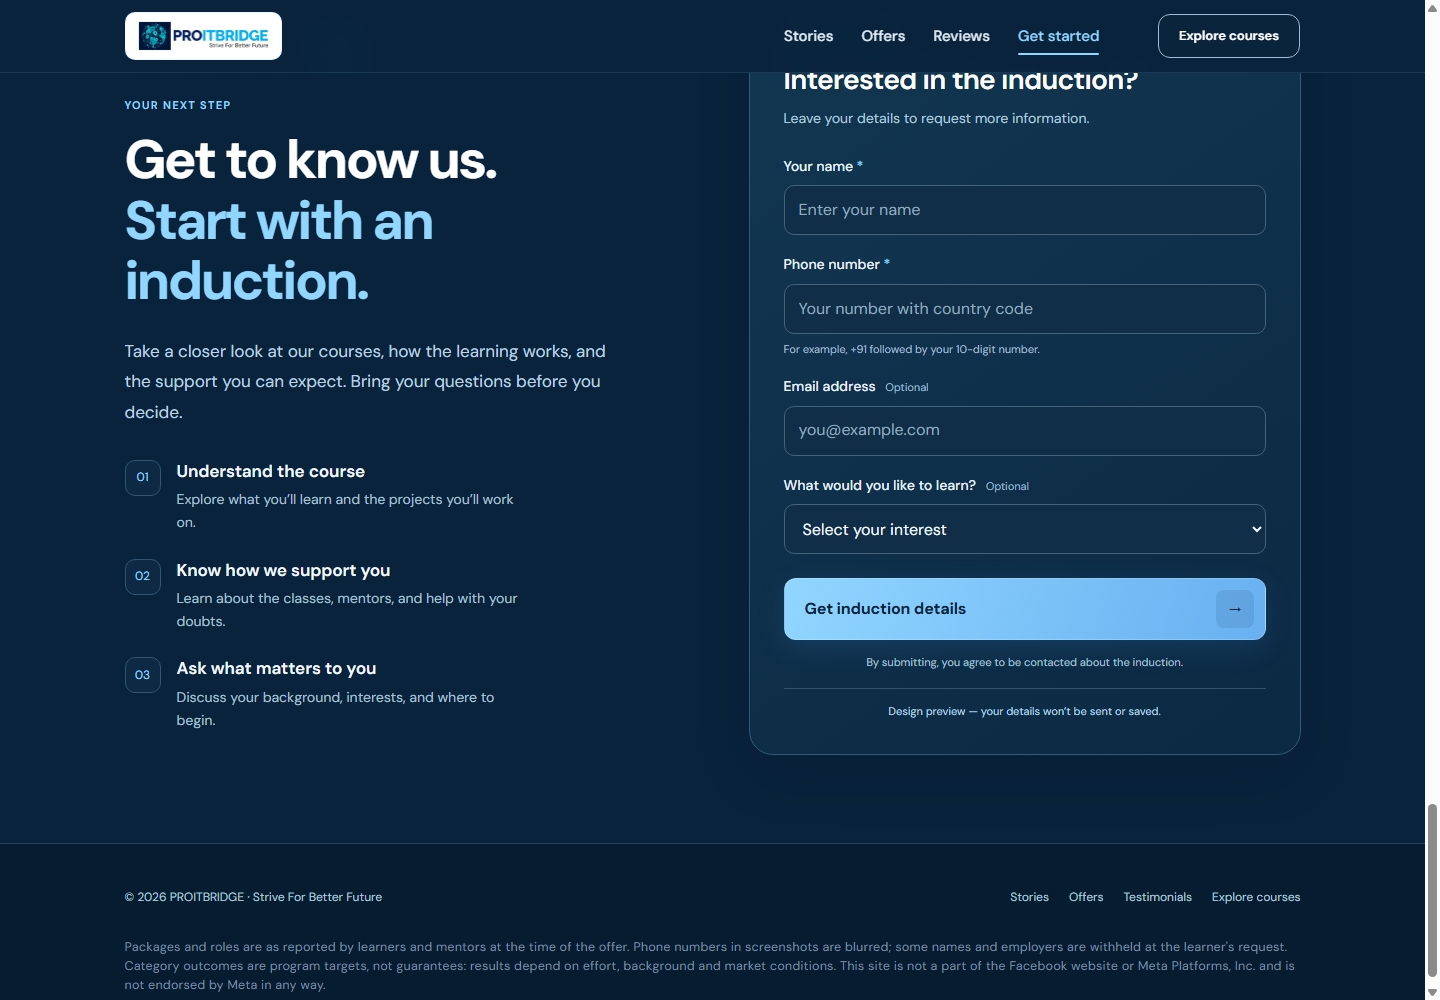 PROITBRIDGE
Strive For Better Future
Stories
Offers
Reviews
Get started
Explore courses
YOUR NEXT STEP
Get to know us.
Start with an
induction.
Take a closer look at our courses, how the learning works, and
the support you can expect. Bring your questions before you
decide.
01
Understand the course
Explore what you’ll learn and the projects you’ll work
on.
02
Know how we support you
Learn about the classes, mentors, and help with your
doubts.
03
Ask what matters to you
Discuss your background, interests, and where to
begin.
Interested in the induction?
Leave your details to request more information.
Your name *
Enter your name
Phone number *
Your number with country code
For example, +91 followed by your 10-digit number.
Email address Optional
you@example.com
What would you like to learn? Optional
Select your interest
Get induction details →
By submitting, you agree to be contacted about the induction.
Design preview — your details won’t be sent or saved.
© 2026 PROITBRIDGE · Strive For Better Future
Stories
Offers
Testimonials
Explore courses
Packages and roles are as reported by learners and mentors at the time of the offer. Phone numbers in screenshots are blurred; some names and employers are withheld at the learner's request.
Category outcomes are program targets, not guarantees: results depend on effort, background and market conditions. This site is not a part of the Facebook website or Meta Platforms, Inc. and is
not endorsed by Meta in any way.